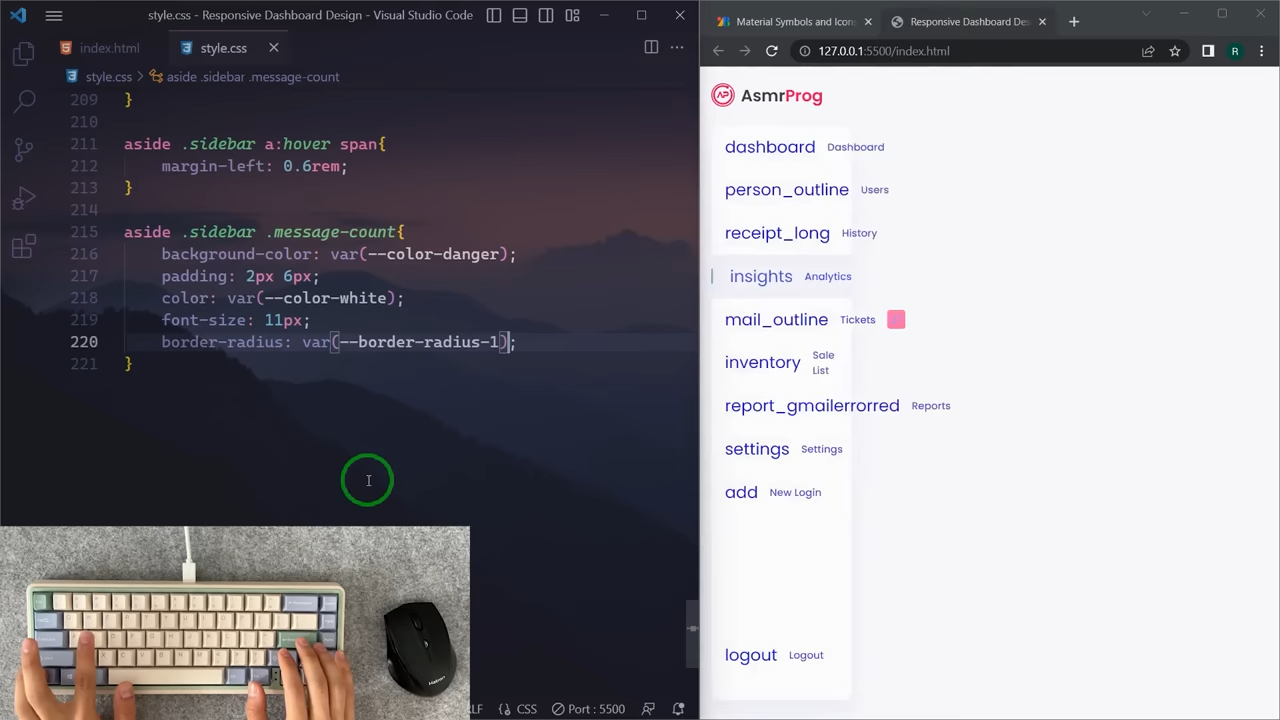 style.css - Responsive Dashboard Design - Visual Studio Code
index.html
style.css
style.css > aside .sidebar .message-count
209 }
210
211 aside .sidebar a:hover span{
212 margin-left: 0.6rem;
213 }
214
215 aside .sidebar .message-count{
216 background-color: var(--color-danger);
217 padding: 2px 6px;
218 color: var(--color-white);
219 font-size: 11px;
220 border-radius: var(--border-radius-1);
221 }
CSS
Port : 5500
Material Symbols and Icons
Responsive Dashboard Des
127.0.0.1:5500/index.html
R
AsmrProg
dashboard Dashboard
person_outline Users
receipt_long History
insights Analytics
mail_outline Tickets
inventory Sale List
report_gmailerrorred Reports
settings Settings
add New Login
logout Logout